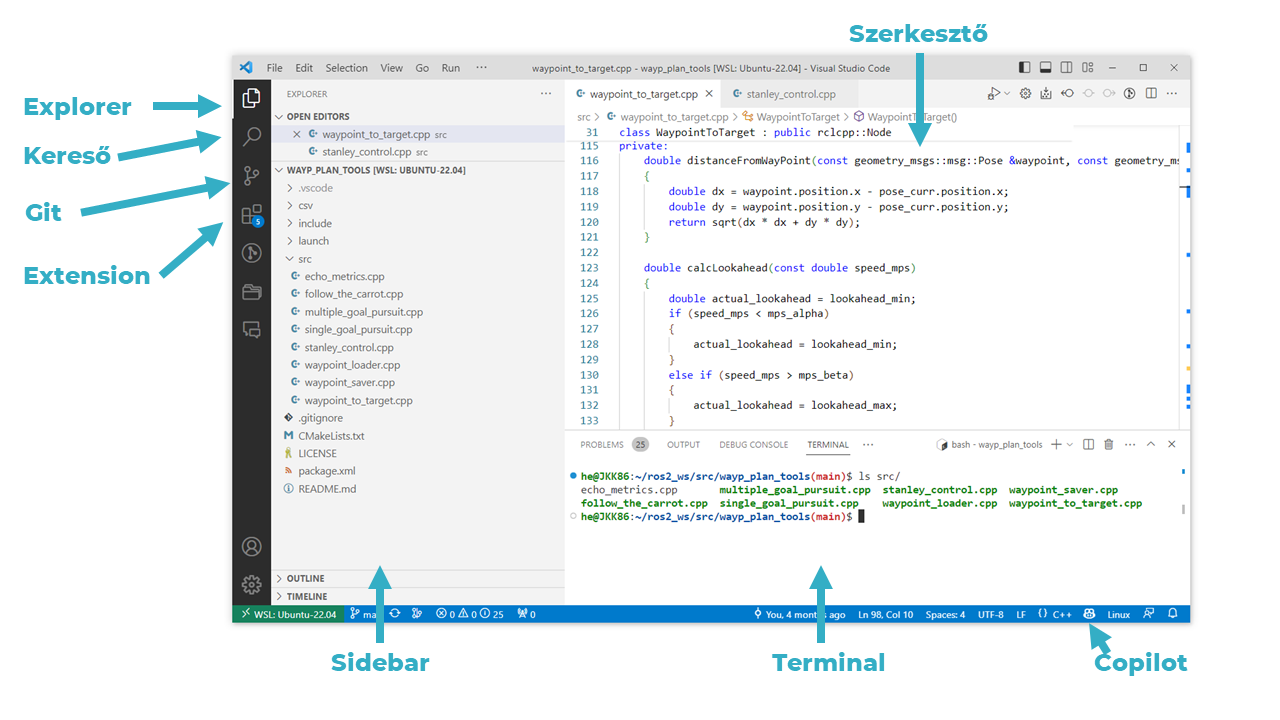 Szerkesztő
File Edit Selection View Go Run ··· waypoint_to_target.cpp - wayp_plan_tools [WSL: Ubuntu-22.04] - Visual Studio Code
Explorer
Kereső
Git
Extension
EXPLORER ···
OPEN EDITORS
waypoint_to_target.cpp src
stanley_control.cpp src
WAYP_PLAN_TOOLS [WSL: UBUNTU-22.04]
.vscode
csv
include
launch
src
echo_metrics.cpp
follow_the_carrot.cpp
multiple_goal_pursuit.cpp
single_goal_pursuit.cpp
stanley_control.cpp
waypoint_loader.cpp
waypoint_saver.cpp
waypoint_to_target.cpp
.gitignore
CMakeLists.txt
LICENSE
package.xml
README.md
OUTLINE
TIMELINE
5
waypoint_to_target.cpp stanley_control.cpp
src > waypoint_to_target.cpp > WaypointToTarget > WaypointToTarget()
31 class WaypointToTarget : public rclcpp::Node
115 private:
116 double distanceFromWayPoint(const geometry_msgs::msg::Pose &waypoint, const geometry_ms
117 {
118 double dx = waypoint.position.x - pose_curr.position.x;
119 double dy = waypoint.position.y - pose_curr.position.y;
120 return sqrt(dx * dx + dy * dy);
121 }
122
123 double calcLookahead(const double speed_mps)
124 {
125 double actual_lookahead = lookahead_min;
126 if (speed_mps < mps_alpha)
127 {
128 actual_lookahead = lookahead_min;
129 }
130 else if (speed_mps > mps_beta)
131 {
132 actual_lookahead = lookahead_max;
133 }
PROBLEMS 25 OUTPUT DEBUG CONSOLE TERMINAL ··· bash - wayp_plan_tools
he@JKK86:~/ros2_ws/src/wayp_plan_tools(main)$ ls src/
echo_metrics.cpp multiple_goal_pursuit.cpp stanley_control.cpp waypoint_saver.cpp
follow_the_carrot.cpp single_goal_pursuit.cpp waypoint_loader.cpp waypoint_to_target.cpp
he@JKK86:~/ros2_ws/src/wayp_plan_tools(main)$
WSL: Ubuntu-22.04 0 0 25 0 You, 4 months ago Ln 98, Col 10 Spaces: 4 UTF-8 LF {} C++ Linux
Sidebar
Terminal
Copilot